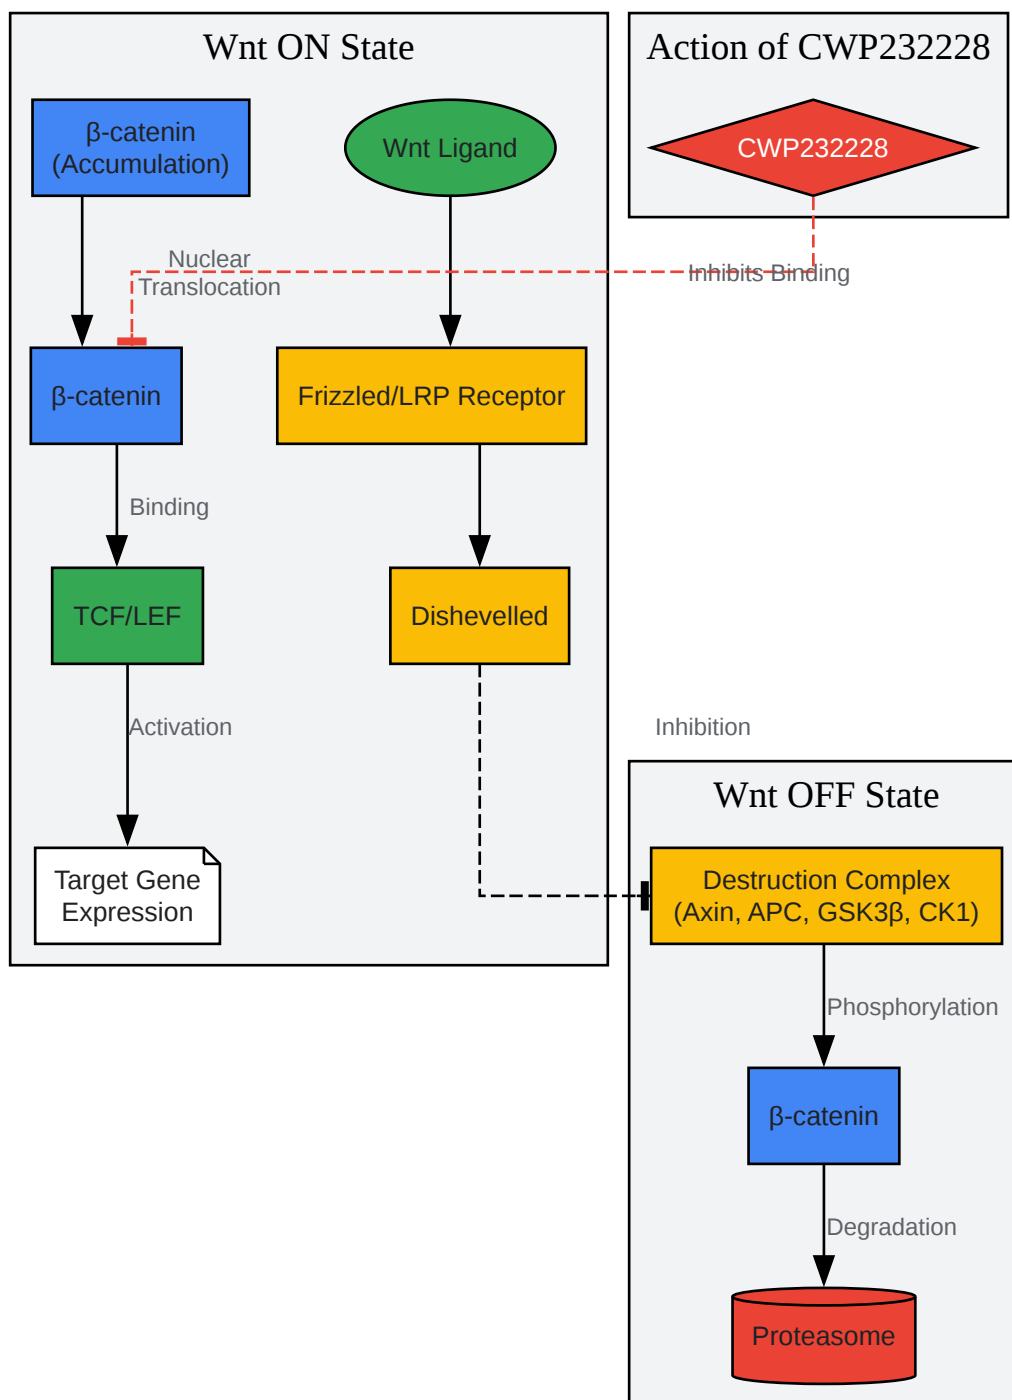 Wnt ON State
β-catenin
(Accumulation)
Wnt Ligand
Nuclear
Translocation
β-catenin
Frizzled/LRP Receptor
Binding
TCF/LEF
Dishevelled
Activation
Target Gene
Expression
Action of CWP232228
CWP232228
Inhibits Binding
Inhibition
Wnt OFF State
Destruction Complex
(Axin, APC, GSK3β, CK1)
Phosphorylation
β-catenin
Degradation
Proteasome